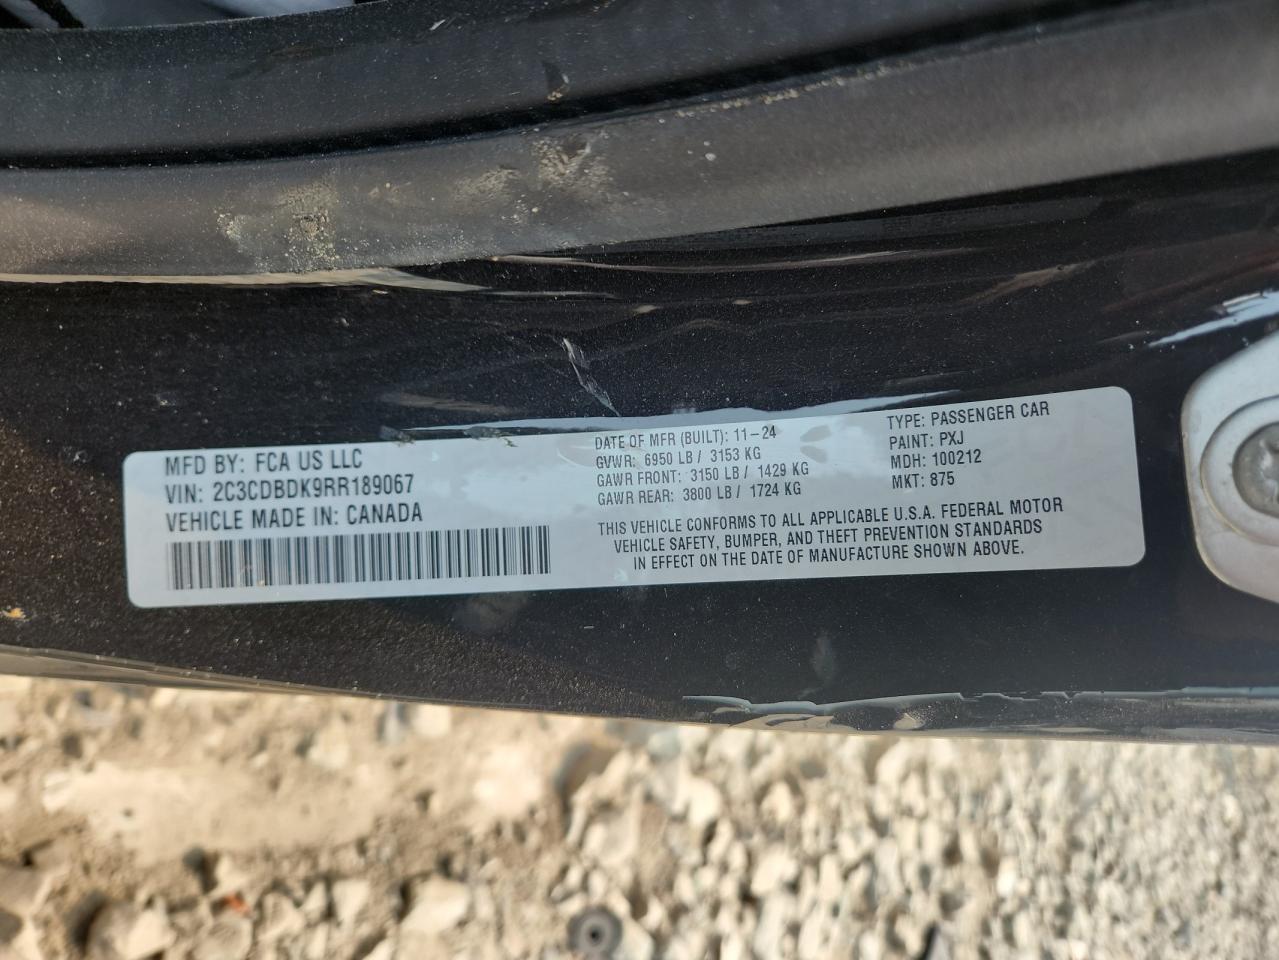 MFD BY: FCA US LLC
VIN: 2C3CDBDK9RR189067
VEHICLE MADE IN: CANADA
DATE OF MFR (BUILT): 11-24
GVWR: 6950 LB / 3153 KG
GAWR FRONT: 3150 LB / 1429 KG
GAWR REAR: 3800 LB / 1724 KG
TYPE: PASSENGER CAR
PAINT: PXJ
MDH: 100212
MKT: 875
THIS VEHICLE CONFORMS TO ALL APPLICABLE U.S.A. FEDERAL MOTOR
VEHICLE SAFETY, BUMPER, AND THEFT PREVENTION STANDARDS
IN EFFECT ON THE DATE OF MANUFACTURE SHOWN ABOVE.